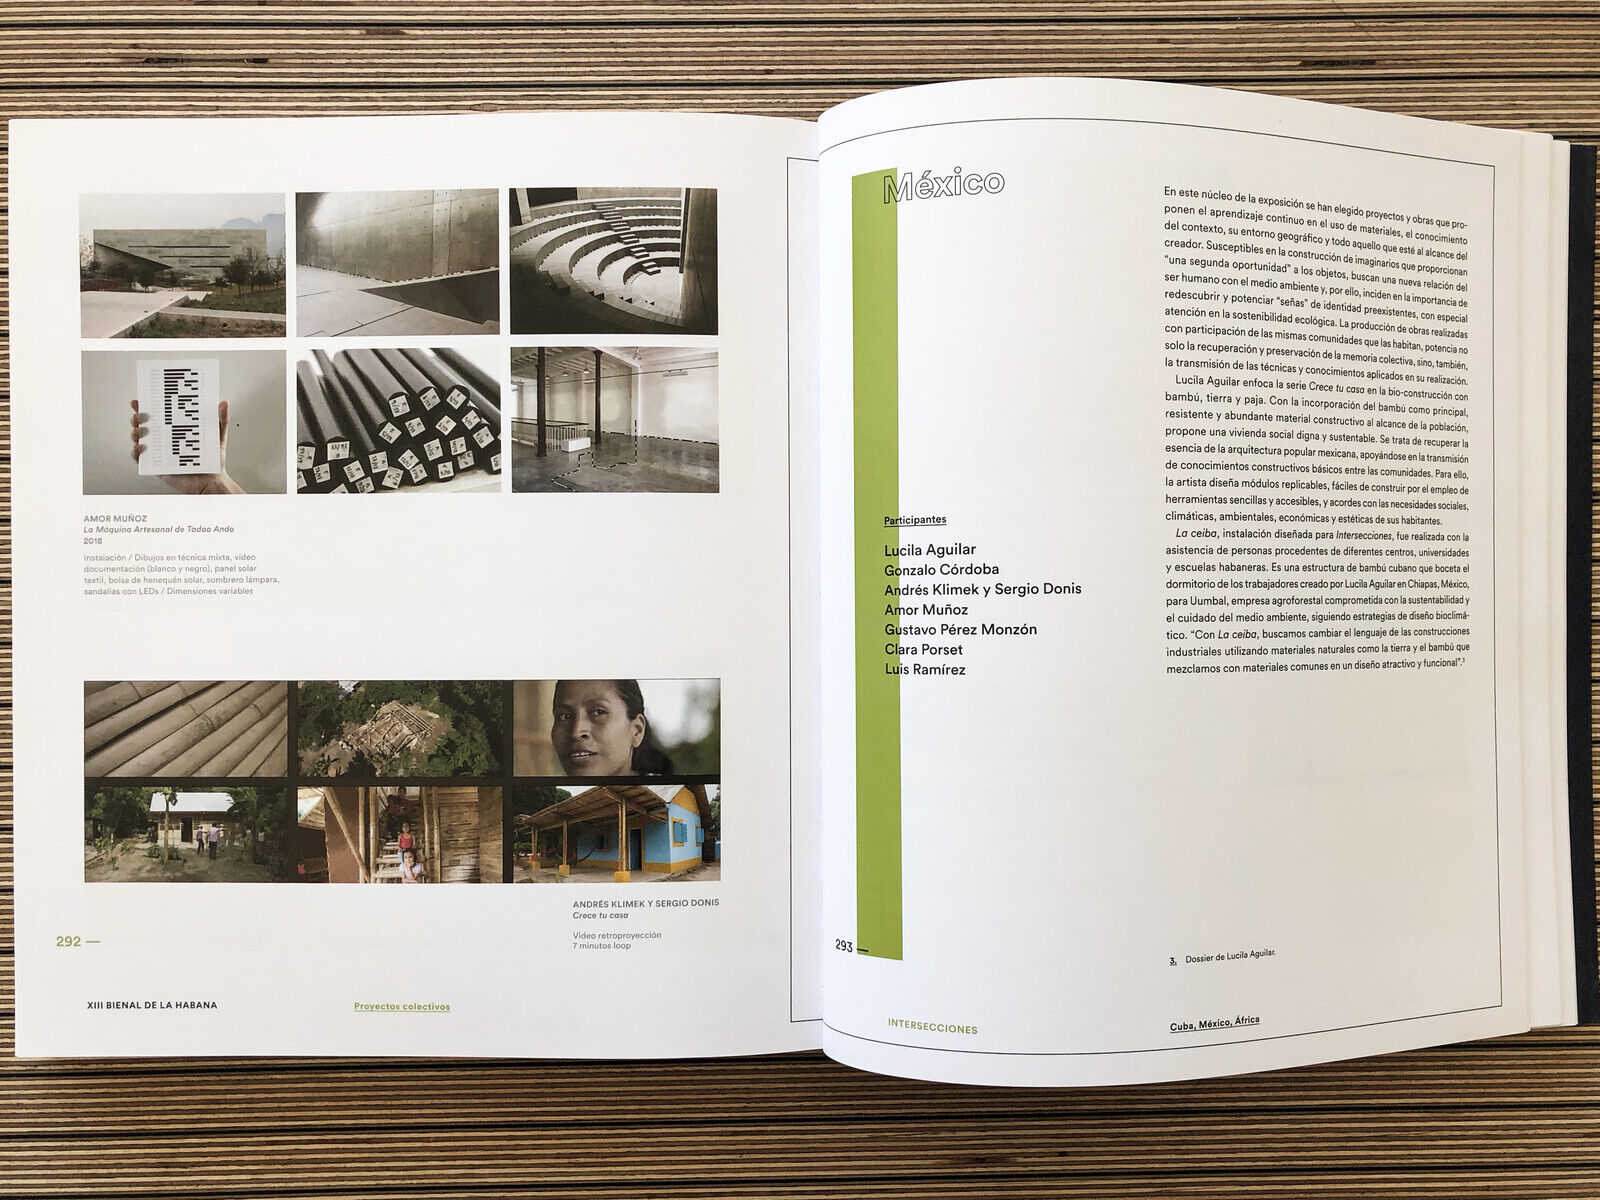 AMOR MUÑOZ
La Máquina Artesanal de Tadao Ando
2018
Instalación / Dibujos en técnica mixta, video
documentación (blanco y negro), panel solar
textil, bolsa de henequén solar, sombrero lámpara,
sandalias con LEDs / Dimensiones variables
ANDRÉS KLIMEK Y SERGIO DONIS
Crece tu casa
Video retroproyección
7 minutos loop
292 —
XIII BIENAL DE LA HABANA
Proyectos colectivos
México
Participantes
Lucila Aguilar
Gonzalo Córdoba
Andrés Klimek y Sergio Donis
Amor Muñoz
Gustavo Pérez Monzón
Clara Porset
Luis Ramírez
En este núcleo de la exposición se han elegido proyectos y obras que pro-
ponen el aprendizaje continuo en el uso de materiales, el conocimiento
del contexto, su entorno geográfico y todo aquello que esté al alcance del
creador. Susceptibles en la construcción de imaginarios que proporcionan
“una segunda oportunidad” a los objetos, buscan una nueva relación del
ser humano con el medio ambiente y, por ello, inciden en la importancia de
redescubrir y potenciar “señas” de identidad preexistentes, con especial
atención en la sostenibilidad ecológica. La producción de obras realizadas
con participación de las mismas comunidades que las habitan, potencia no
solo la recuperación y preservación de la memoria colectiva, sino, también,
la transmisión de las técnicas y conocimientos aplicados en su realización.
Lucila Aguilar enfoca la serie Crece tu casa en la bio-construcción con
bambú, tierra y paja. Con la incorporación del bambú como principal,
resistente y abundante material constructivo al alcance de la población,
propone una vivienda social digna y sustentable. Se trata de recuperar la
esencia de la arquitectura popular mexicana, apoyándose en la transmisión
de conocimientos constructivos básicos entre las comunidades. Para ello,
la artista diseña módulos replicables, fáciles de construir por el empleo de
herramientas sencillas y accesibles, y acordes con las necesidades sociales,
climáticas, ambientales, económicas y estéticas de sus habitantes.
La ceiba, instalación diseñada para Intersecciones, fue realizada con la
asistencia de personas procedentes de diferentes centros, universidades
y escuelas habaneras. Es una estructura de bambú cubano que boceta el
dormitorio de los trabajadores creado por Lucila Aguilar en Chiapas, México,
para Uumbal, empresa agroforestal comprometida con la sustentabilidad y
el cuidado del medio ambiente, siguiendo estrategias de diseño bioclimá-
tico. “Con La ceiba, buscamos cambiar el lenguaje de las construcciones
industriales utilizando materiales naturales como la tierra y el bambú que
mezclamos con materiales comunes en un diseño atractivo y funcional”.³
293 —
3. Dossier de Lucila Aguilar.
INTERSECCIONES
Cuba, México, África